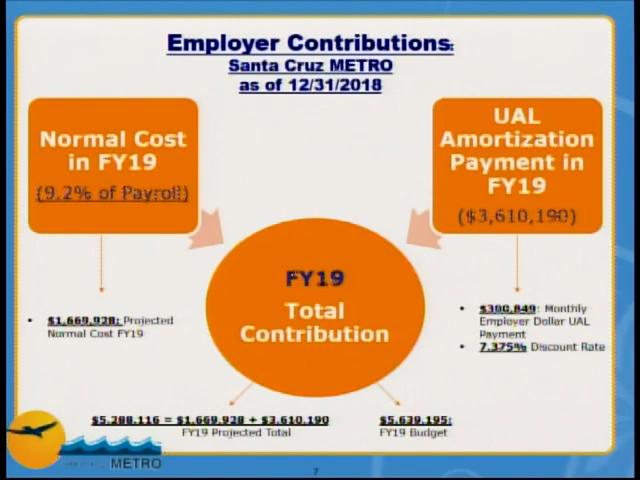 Employer Contributions:
Santa Cruz METRO
as of 12/31/2018
Normal Cost
in FY19
(9.2% of Payroll)
UAL
Amortization
Payment in
FY19
($3,610,190)
FY19
Total
Contribution
• $1,669,928: Projected
Normal Cost FY19
• $300,849: Monthly
Employer Dollar UAL
Payment
• 7.375% Discount Rate
$5,280,118 = $1,669,928 + $3,610,190
FY19 Projected Total
$5,639,195:
FY19 Budget
METRO
7